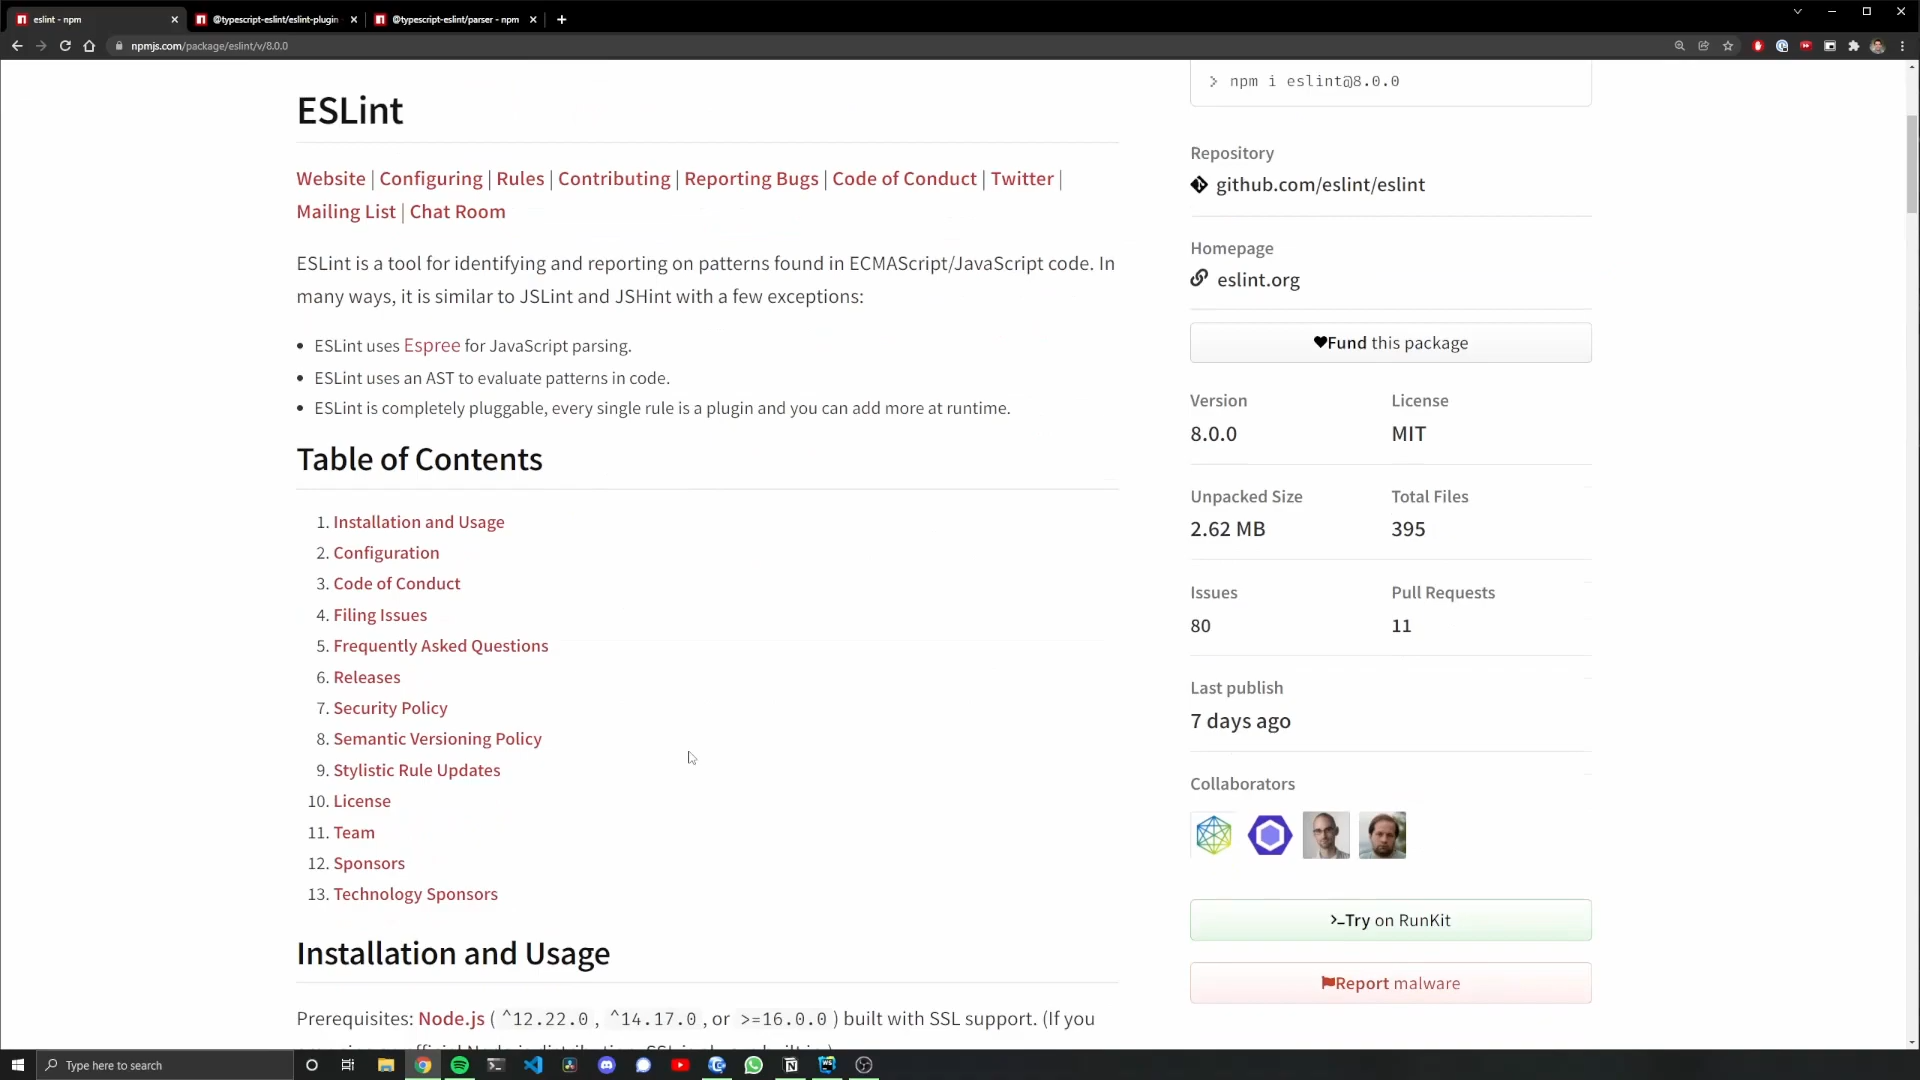 eslint - npm
@typescript-eslint/eslint-plugin
@typescript-eslint/parser - npm
npmjs.com/package/eslint/v/8.0.0
> npm i eslint@8.0.0
ESLint
Website | Configuring | Rules | Contributing | Reporting Bugs | Code of Conduct | Twitter |
Mailing List | Chat Room
ESLint is a tool for identifying and reporting on patterns found in ECMAScript/JavaScript code. In
many ways, it is similar to JSLint and JSHint with a few exceptions:
• ESLint uses Espree for JavaScript parsing.
• ESLint uses an AST to evaluate patterns in code.
• ESLint is completely pluggable, every single rule is a plugin and you can add more at runtime.
Table of Contents
1. Installation and Usage
2. Configuration
3. Code of Conduct
4. Filing Issues
5. Frequently Asked Questions
6. Releases
7. Security Policy
8. Semantic Versioning Policy
9. Stylistic Rule Updates
10. License
11. Team
12. Sponsors
13. Technology Sponsors
Installation and Usage
Prerequisites: Node.js ( ^12.22.0 , ^14.17.0 , or >=16.0.0 ) built with SSL support. (If you
Repository
github.com/eslint/eslint
Homepage
eslint.org
Fund this package
Version
License
8.0.0
MIT
Unpacked Size
Total Files
2.62 MB
395
Issues
Pull Requests
80
11
Last publish
7 days ago
Collaborators
Try on RunKit
Report malware
Type here to search